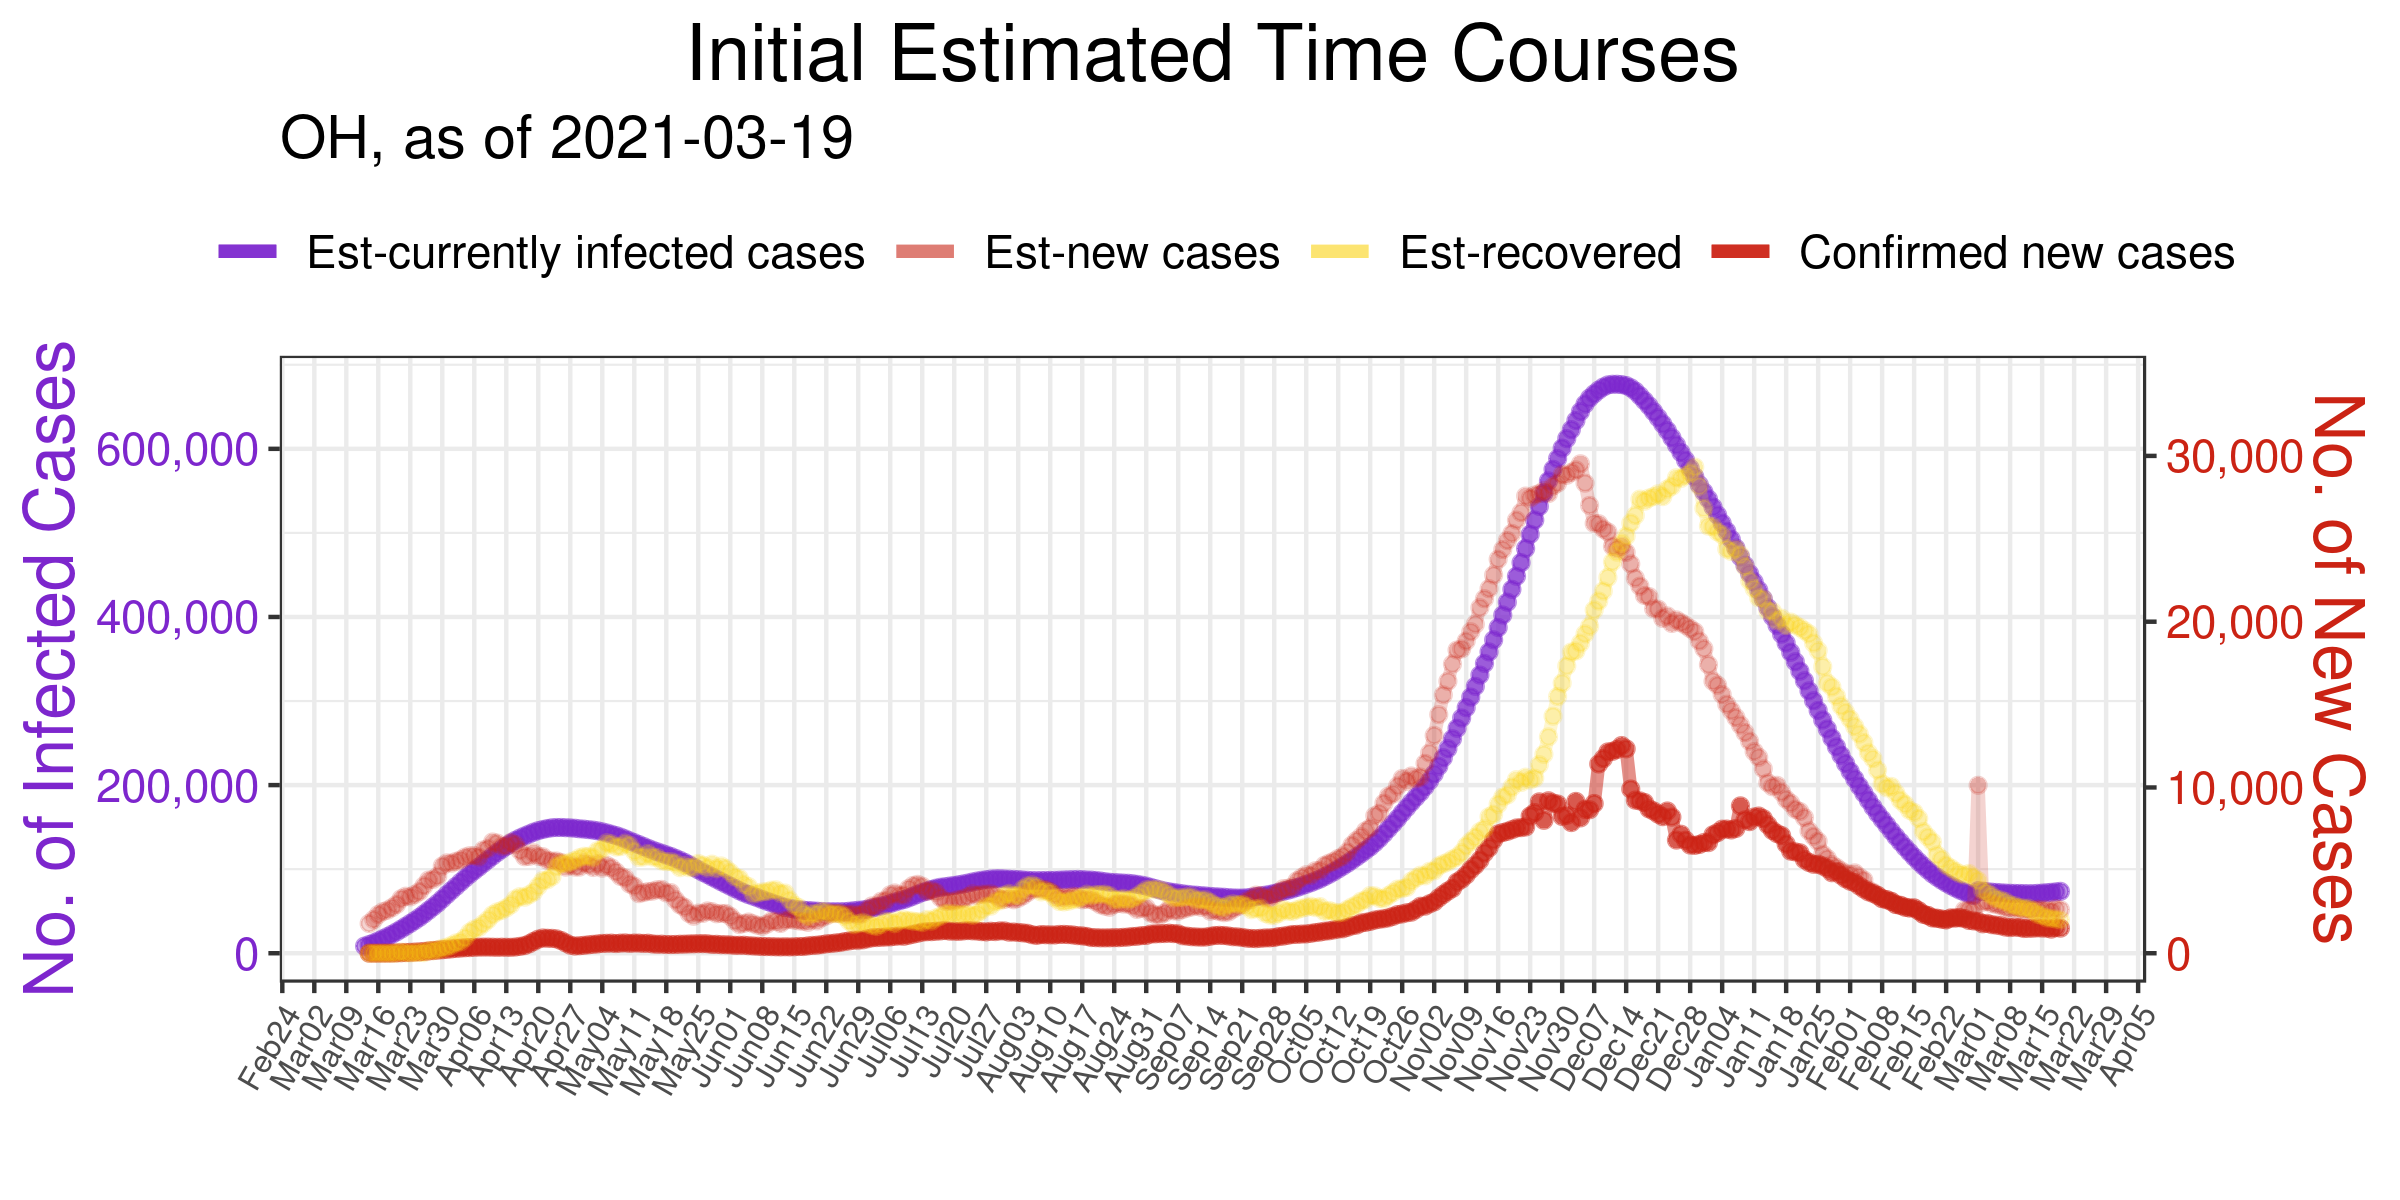 Initial Estimated Time Courses
OH, as of 2021-03-19
Est-currently infected cases Est-new cases Est-recovered Confirmed new cases
No. of Infected Cases
600,000
400,000
200,000
0
30,000
20,000
10,000
0
No. of New Cases
Feb24 Mar02 Mar09 Mar16 Mar23 Mar30 Apr06 Apr13 Apr20 Apr27 May04 May11 May18 May25 Jun01 Jun08 Jun15 Jun22 Jun29 Jul06 Jul13 Jul20 Jul27 Aug03 Aug10 Aug17 Aug24 Aug31 Sep07 Sep14 Sep21 Sep28 Oct05 Oct12 Oct19 Oct26 Nov02 Nov09 Nov16 Nov23 Nov30 Dec07 Dec14 Dec21 Dec28 Jan04 Jan11 Jan18 Jan25 Feb01 Feb08 Feb15 Feb22 Mar01 Mar08 Mar15 Mar22 Mar29 Apr05